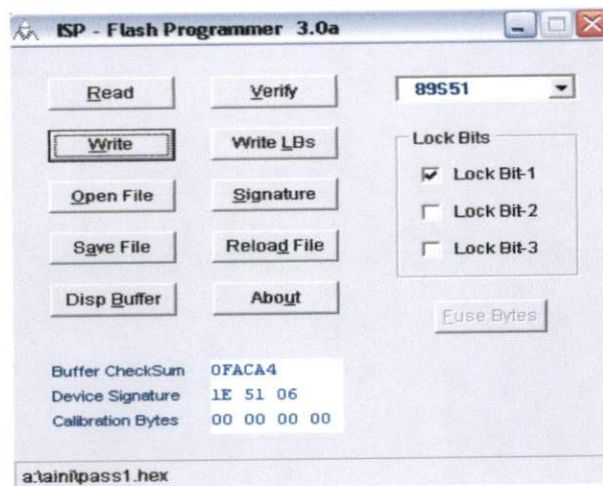 ISP - Flash Programmer 3.0a
Read
Verify
89S51
Write
Write LBs
Lock Bits
Lock Bit-1
Open File
Signature
Lock Bit-2
Save File
Reload File
Lock Bit-3
Disp Buffer
About
Fuse Bytes
Buffer CheckSum 0FACA4
Device Signature 1E 51 06
Calibration Bytes 00 00 00 00
a:\aini\pass1.hex